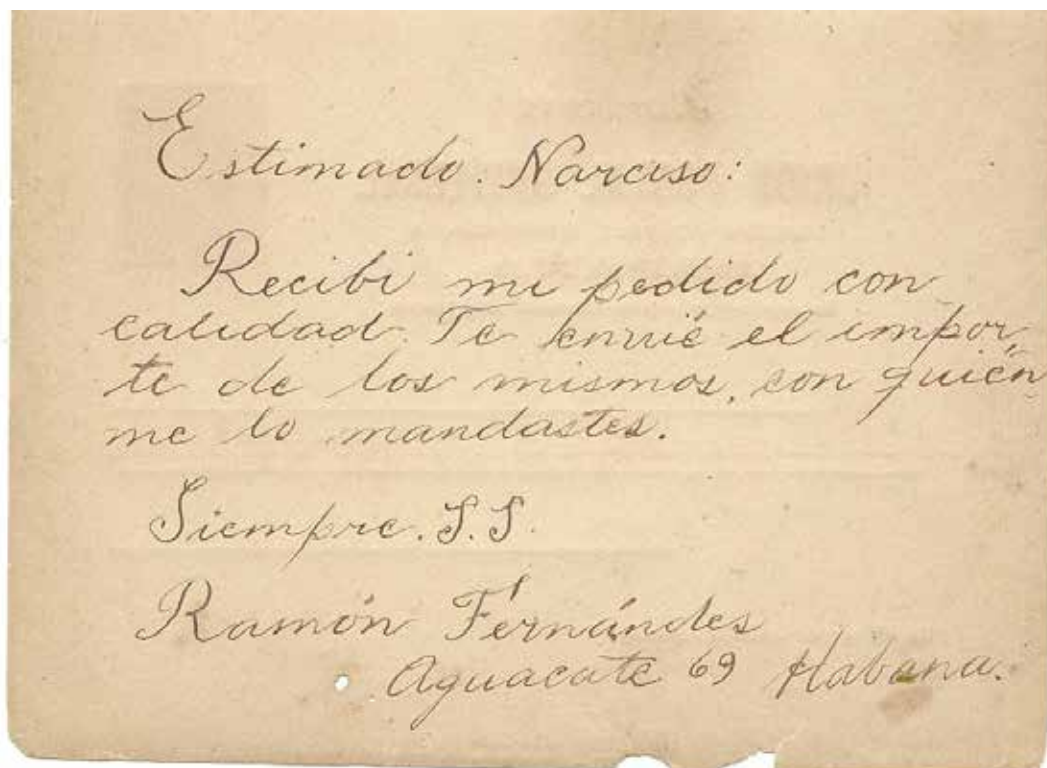 Estimado. Narciso:
Recibi mi pedido con
calidad. Te envié el impor,,
te de los mismos, con quién
me lo mandastes.
Siempre. S.S.
Ramón Fernándes
Aguacate 69 Habana.